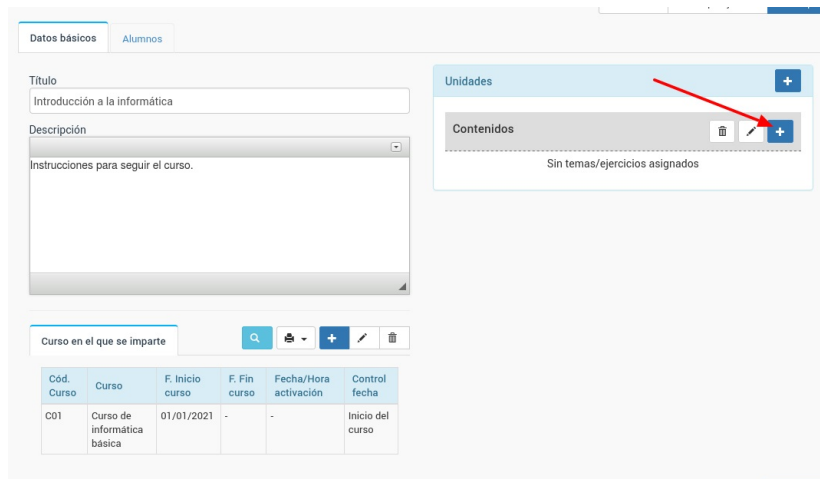 Datos básicos
Alumnos
Título
Introducción a la informática
Descripción
Instrucciones para seguir el curso.
Unidades
Contenidos
Sin temas/ejercicios asignados
Curso en el que se imparte
Cód. Curso
Curso
F. Inicio curso
F. Fin curso
Fecha/Hora activación
Control fecha
C01
Curso de informática básica
01/01/2021
-
-
Inicio del curso